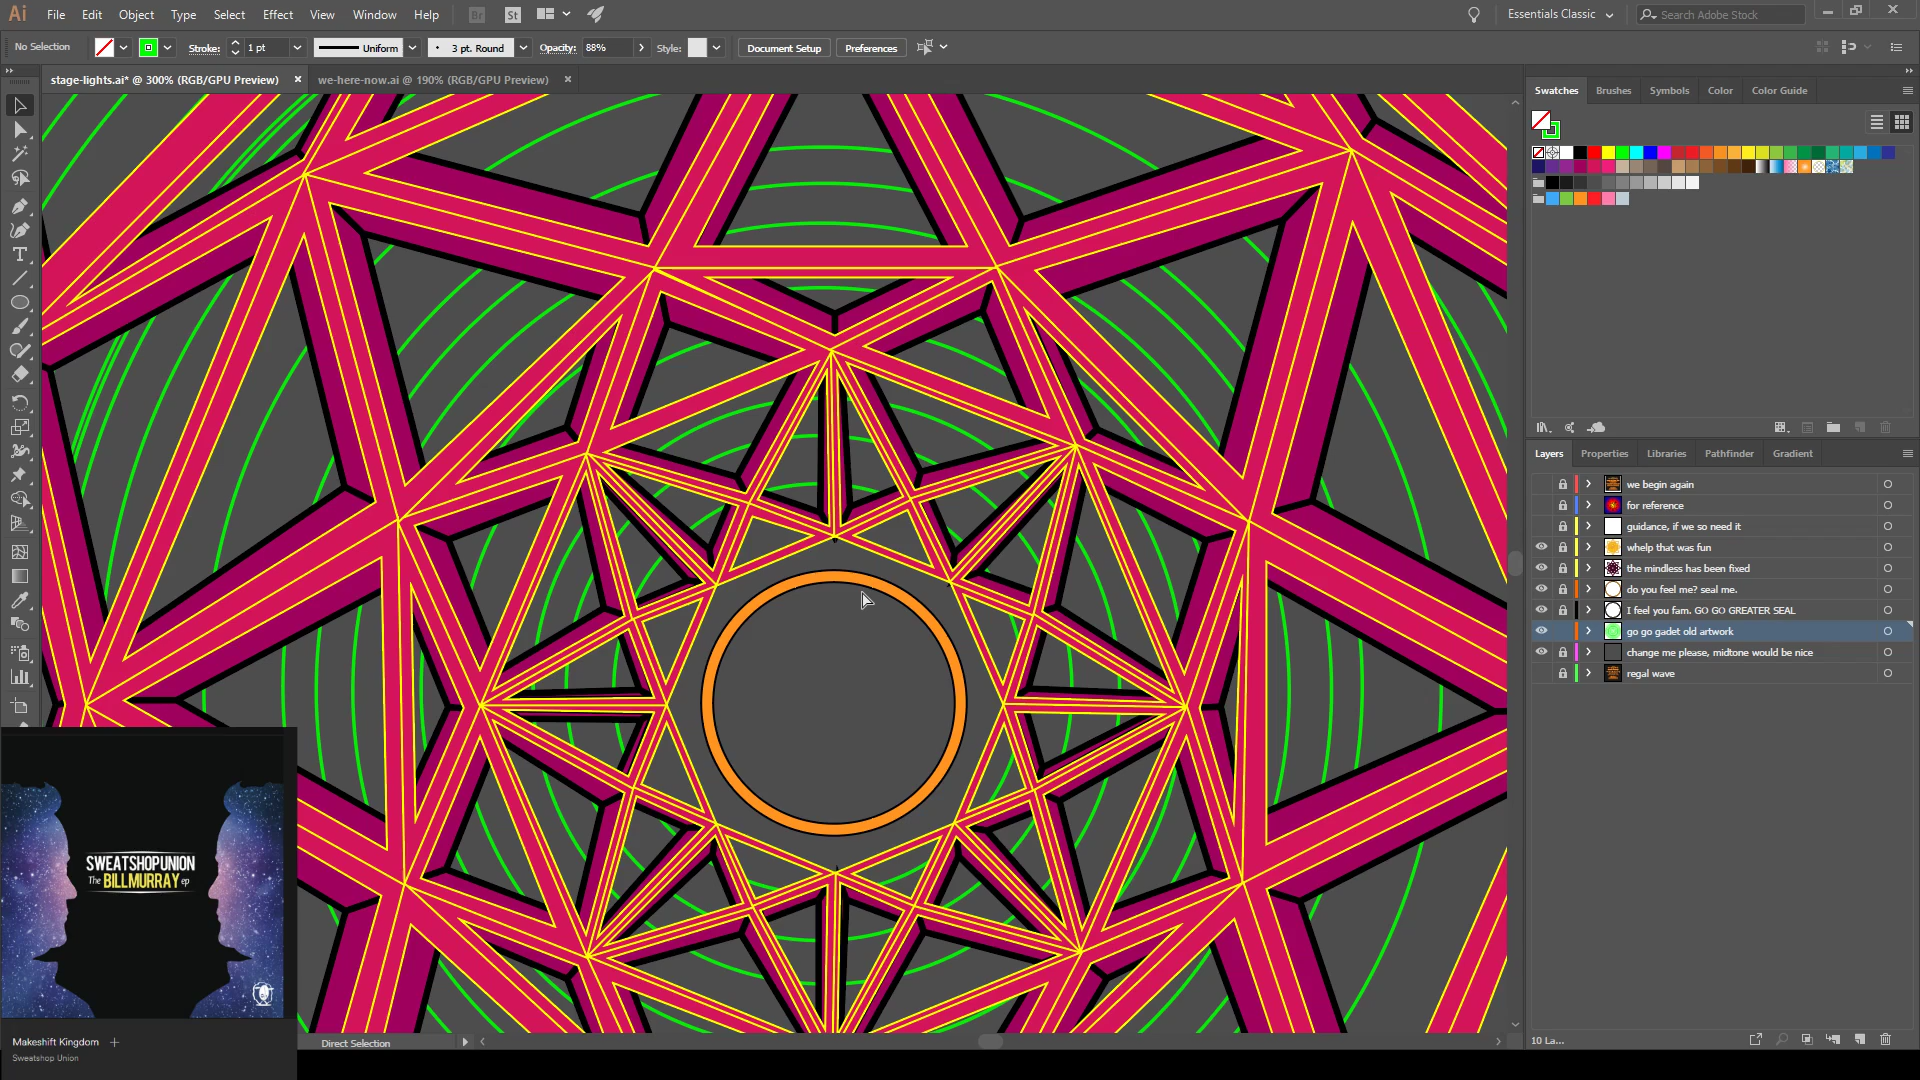 Ai File Edit Object Type Select Effect View Window Help Br St Essentials Classic Search Adobe Stock
No Selection Stroke: 1 pt Uniform 3 pt. Round Opacity: 88% Style: Document Setup Preferences
stage-lights.ai* @ 300% (RGB/GPU Preview) × we-here-now.ai @ 190% (RGB/GPU Preview) ×
Swatches Brushes Symbols Color Color Guide
Layers Properties Libraries Pathfinder Gradient
we begin again
for reference
guidance, if we so need it
whelp that was fun
the mindless has been fixed
do you feel me? seal me.
I feel you fam. GO GO GREATER SEAL
go go gadet old artwork
change me please, midtone would be nice
regal wave
SWEATSHOPUNION
The BILLMURRAY ep
Makeshift Kingdom +
Sweatshop Union
Direct Selection
10 La...